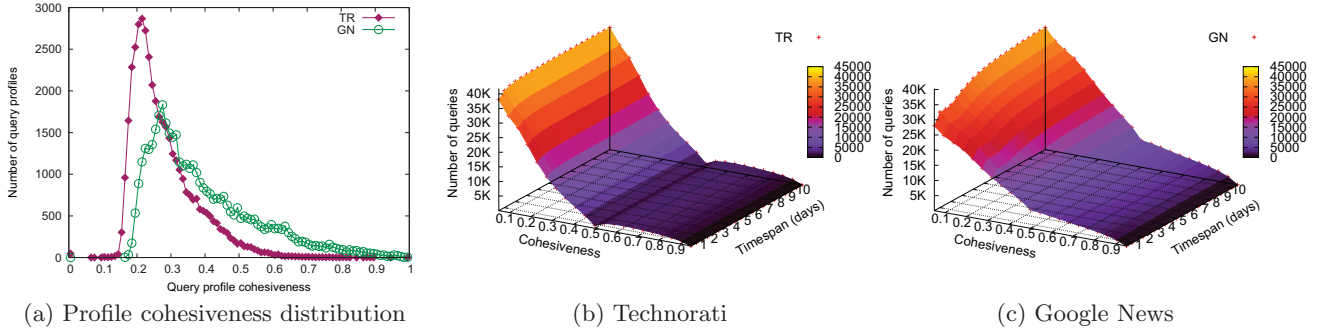 3000
2500
2000
1500
1000
500
0
Number of query profiles
TR
GN
0 0.1 0.2 0.3 0.4 0.5 0.6 0.7 0.8 0.9 1
Query profile cohesiveness
(a) Profile cohesiveness distribution
TR
45000
40000
35000
30000
25000
20000
15000
10000
5000
0
40K
35K
30K
25K
20K
15K
10K
5K
Number of queries
0.1 0.2 0.3 0.4 0.5 0.6 0.7 0.8 0.9
Cohesiveness
1 2 3 4 5 6 7 8 9 10
Timespan (days)
(b) Technorati
GN
45000
40000
35000
30000
25000
20000
15000
10000
5000
0
40K
35K
30K
25K
20K
15K
10K
5K
Number of queries
0.1 0.2 0.3 0.4 0.5 0.6 0.7 0.8 0.9
Cohesiveness
1 2 3 4 5 6 7 8 9 10
Timespan (days)
(c) Google News